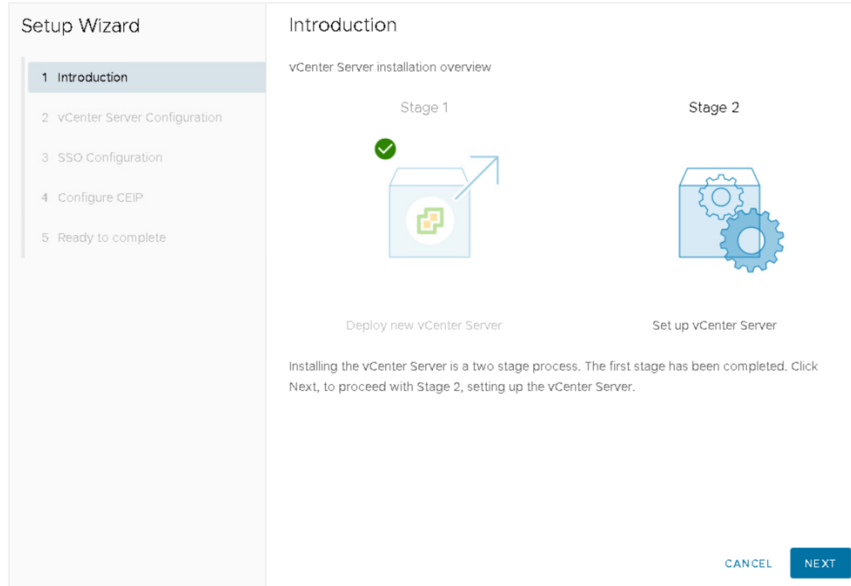 Setup Wizard
1 Introduction
2 vCenter Server Configuration
3 SSO Configuration
4 Configure CEIP
5 Ready to complete
Introduction
vCenter Server installation overview
Stage 1
Deploy new vCenter Server
Stage 2
Set up vCenter Server
Installing the vCenter Server is a two stage process. The first stage has been completed. Click
Next, to proceed with Stage 2, setting up the vCenter Server.
CANCEL
NEXT